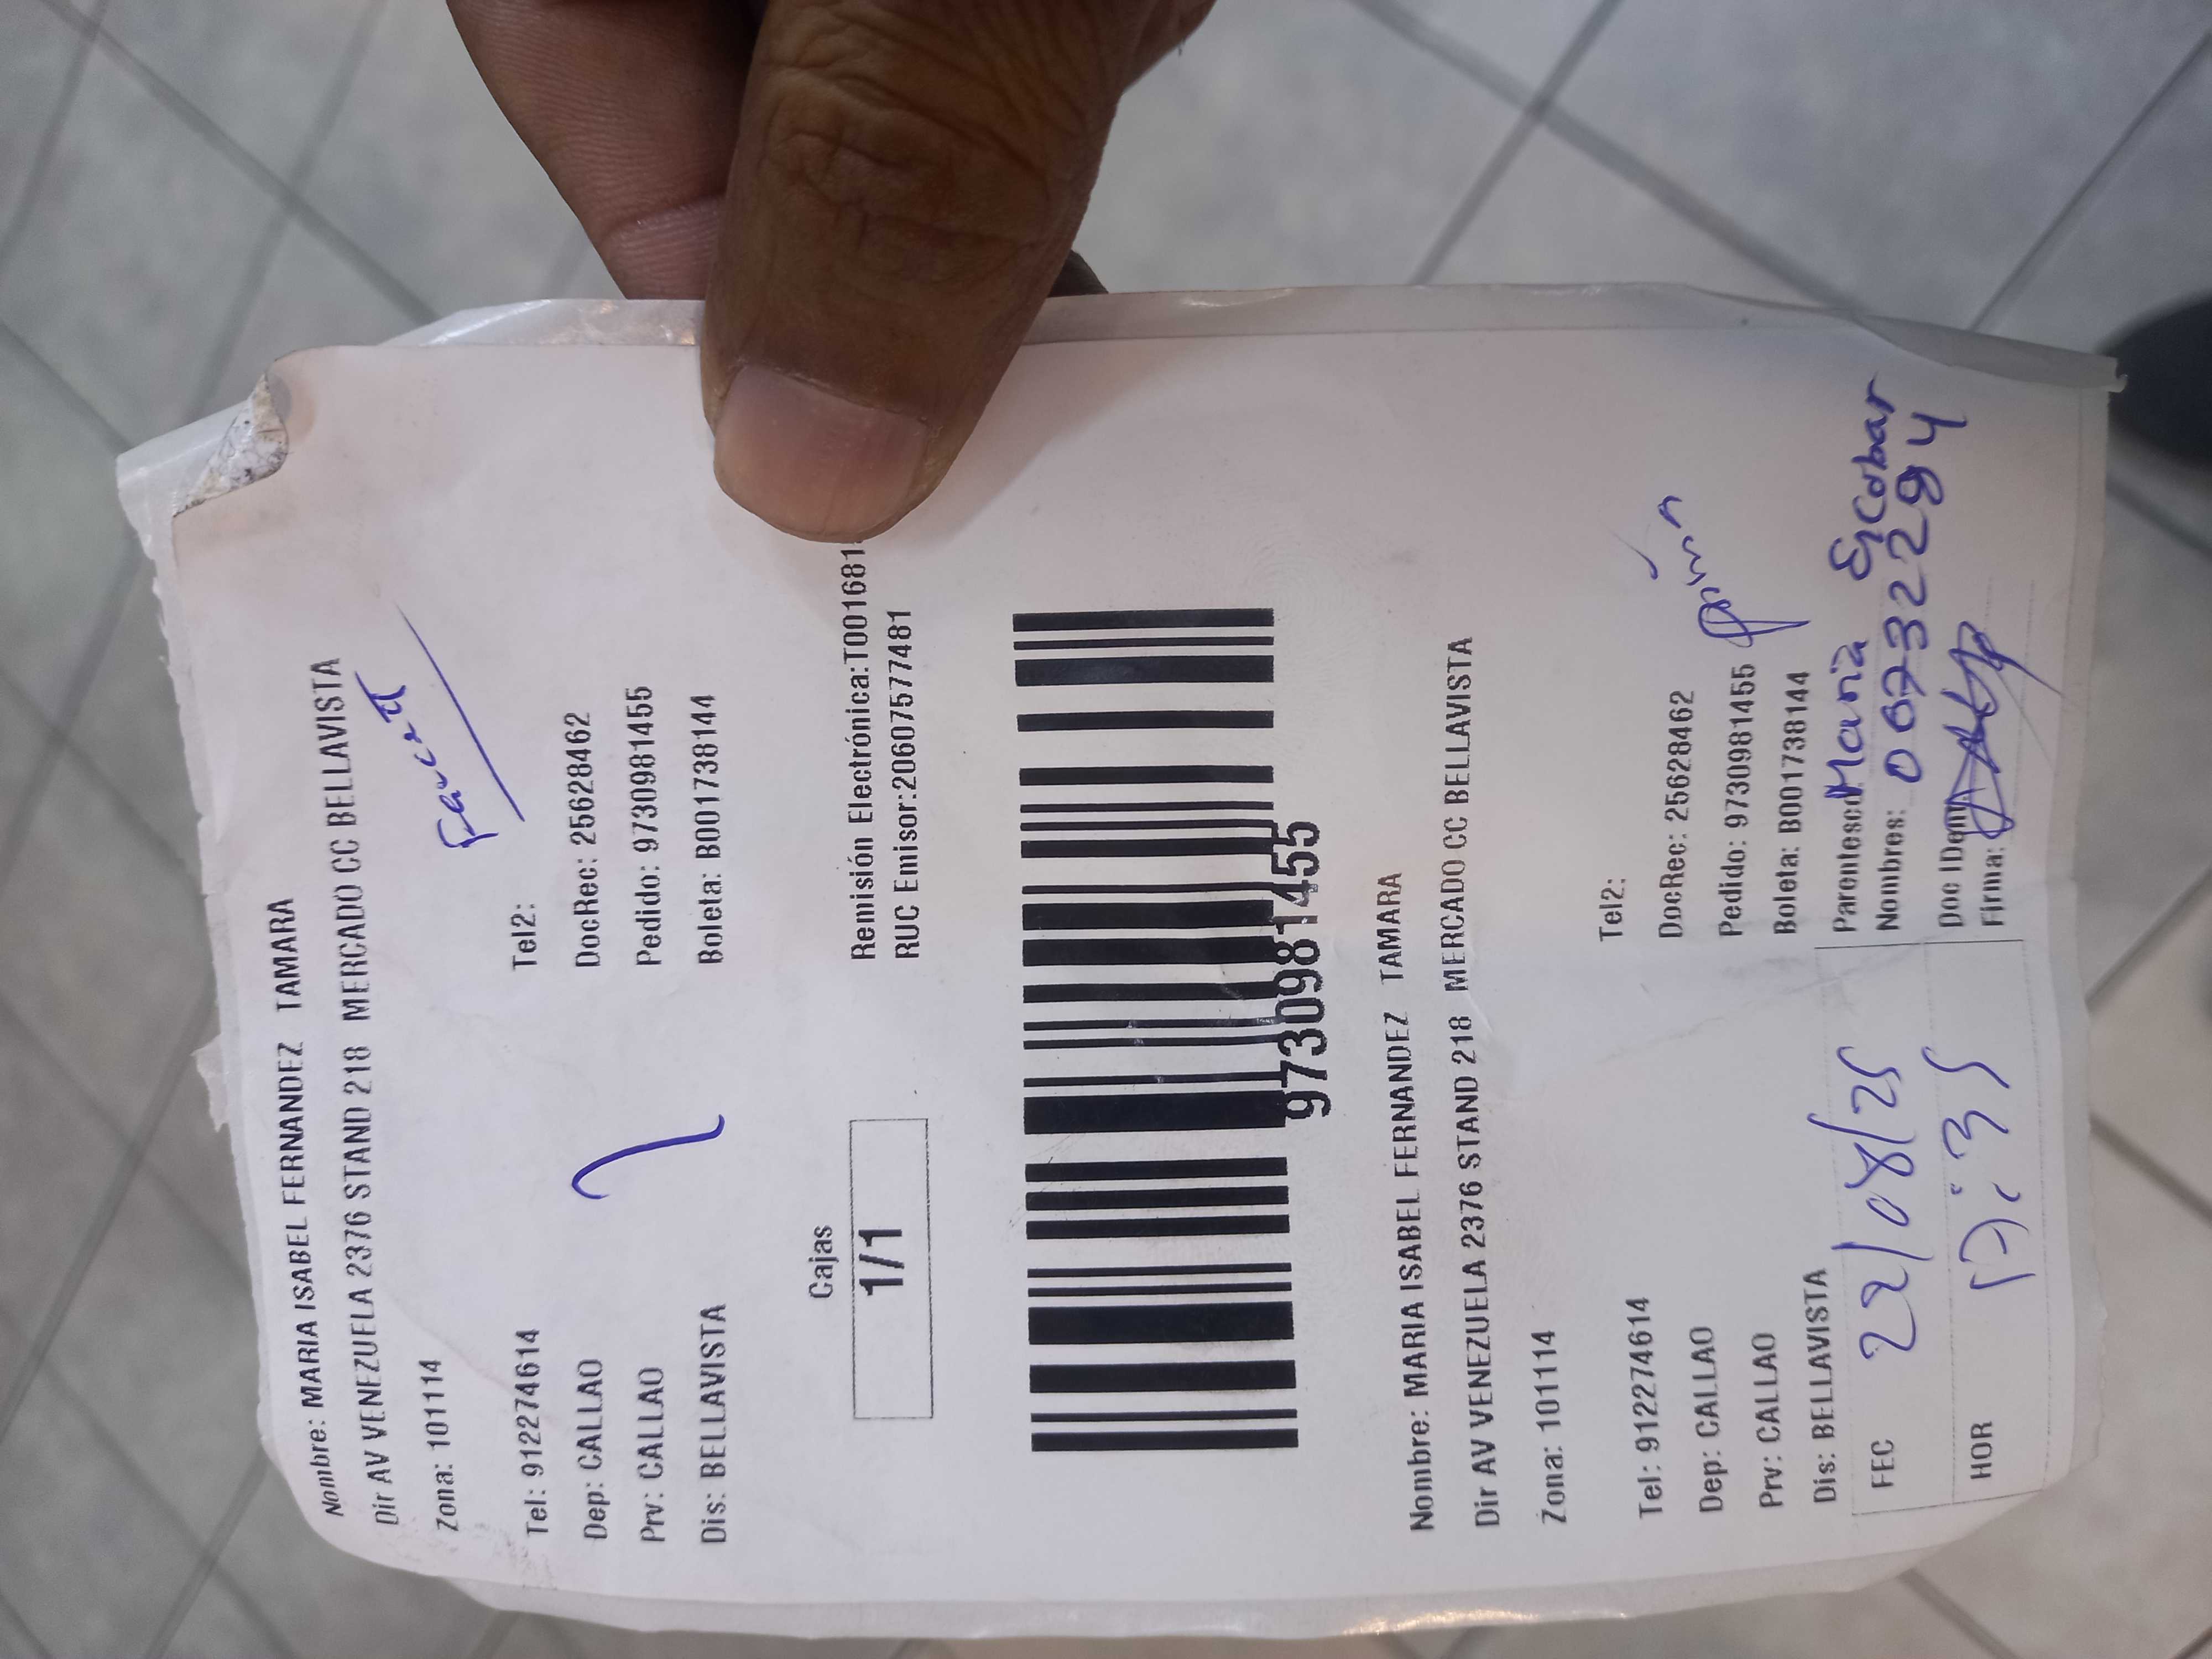 Nombre: MARIA ISABEL FERNANDEZ TAMARA
Dir AV VENEZUELA 2376 STAND 218 MERCADO CC BELLAVISTA
Zona: 101114
Tel: 912274614 Tel2:
Dep: CALLAO DocRec: 25628462
Prv: CALLAO Pedido: 9730981455
Dis: BELLAVISTA Boleta: B001738144
Cajas
1/1
Remisión Electrónica:T001681
RUC Emisor:20607577481
9730981455
Nombre: MARIA ISABEL FERNANDEZ TAMARA
Dir AV VENEZUELA 2376 STAND 218 MERCADO CC BELLAVISTA
Zona: 101114
Tel: 912274614 Tel2:
Dep: CALLAO DocRec: 25628462
Prv: CALLAO Pedido: 9730981455
Dis: BELLAVISTA Boleta: B001738144
FEC 22/08/25 Parentesco: María Escobar
Nombres: 06732294
HOR Doc IDen
Firma: